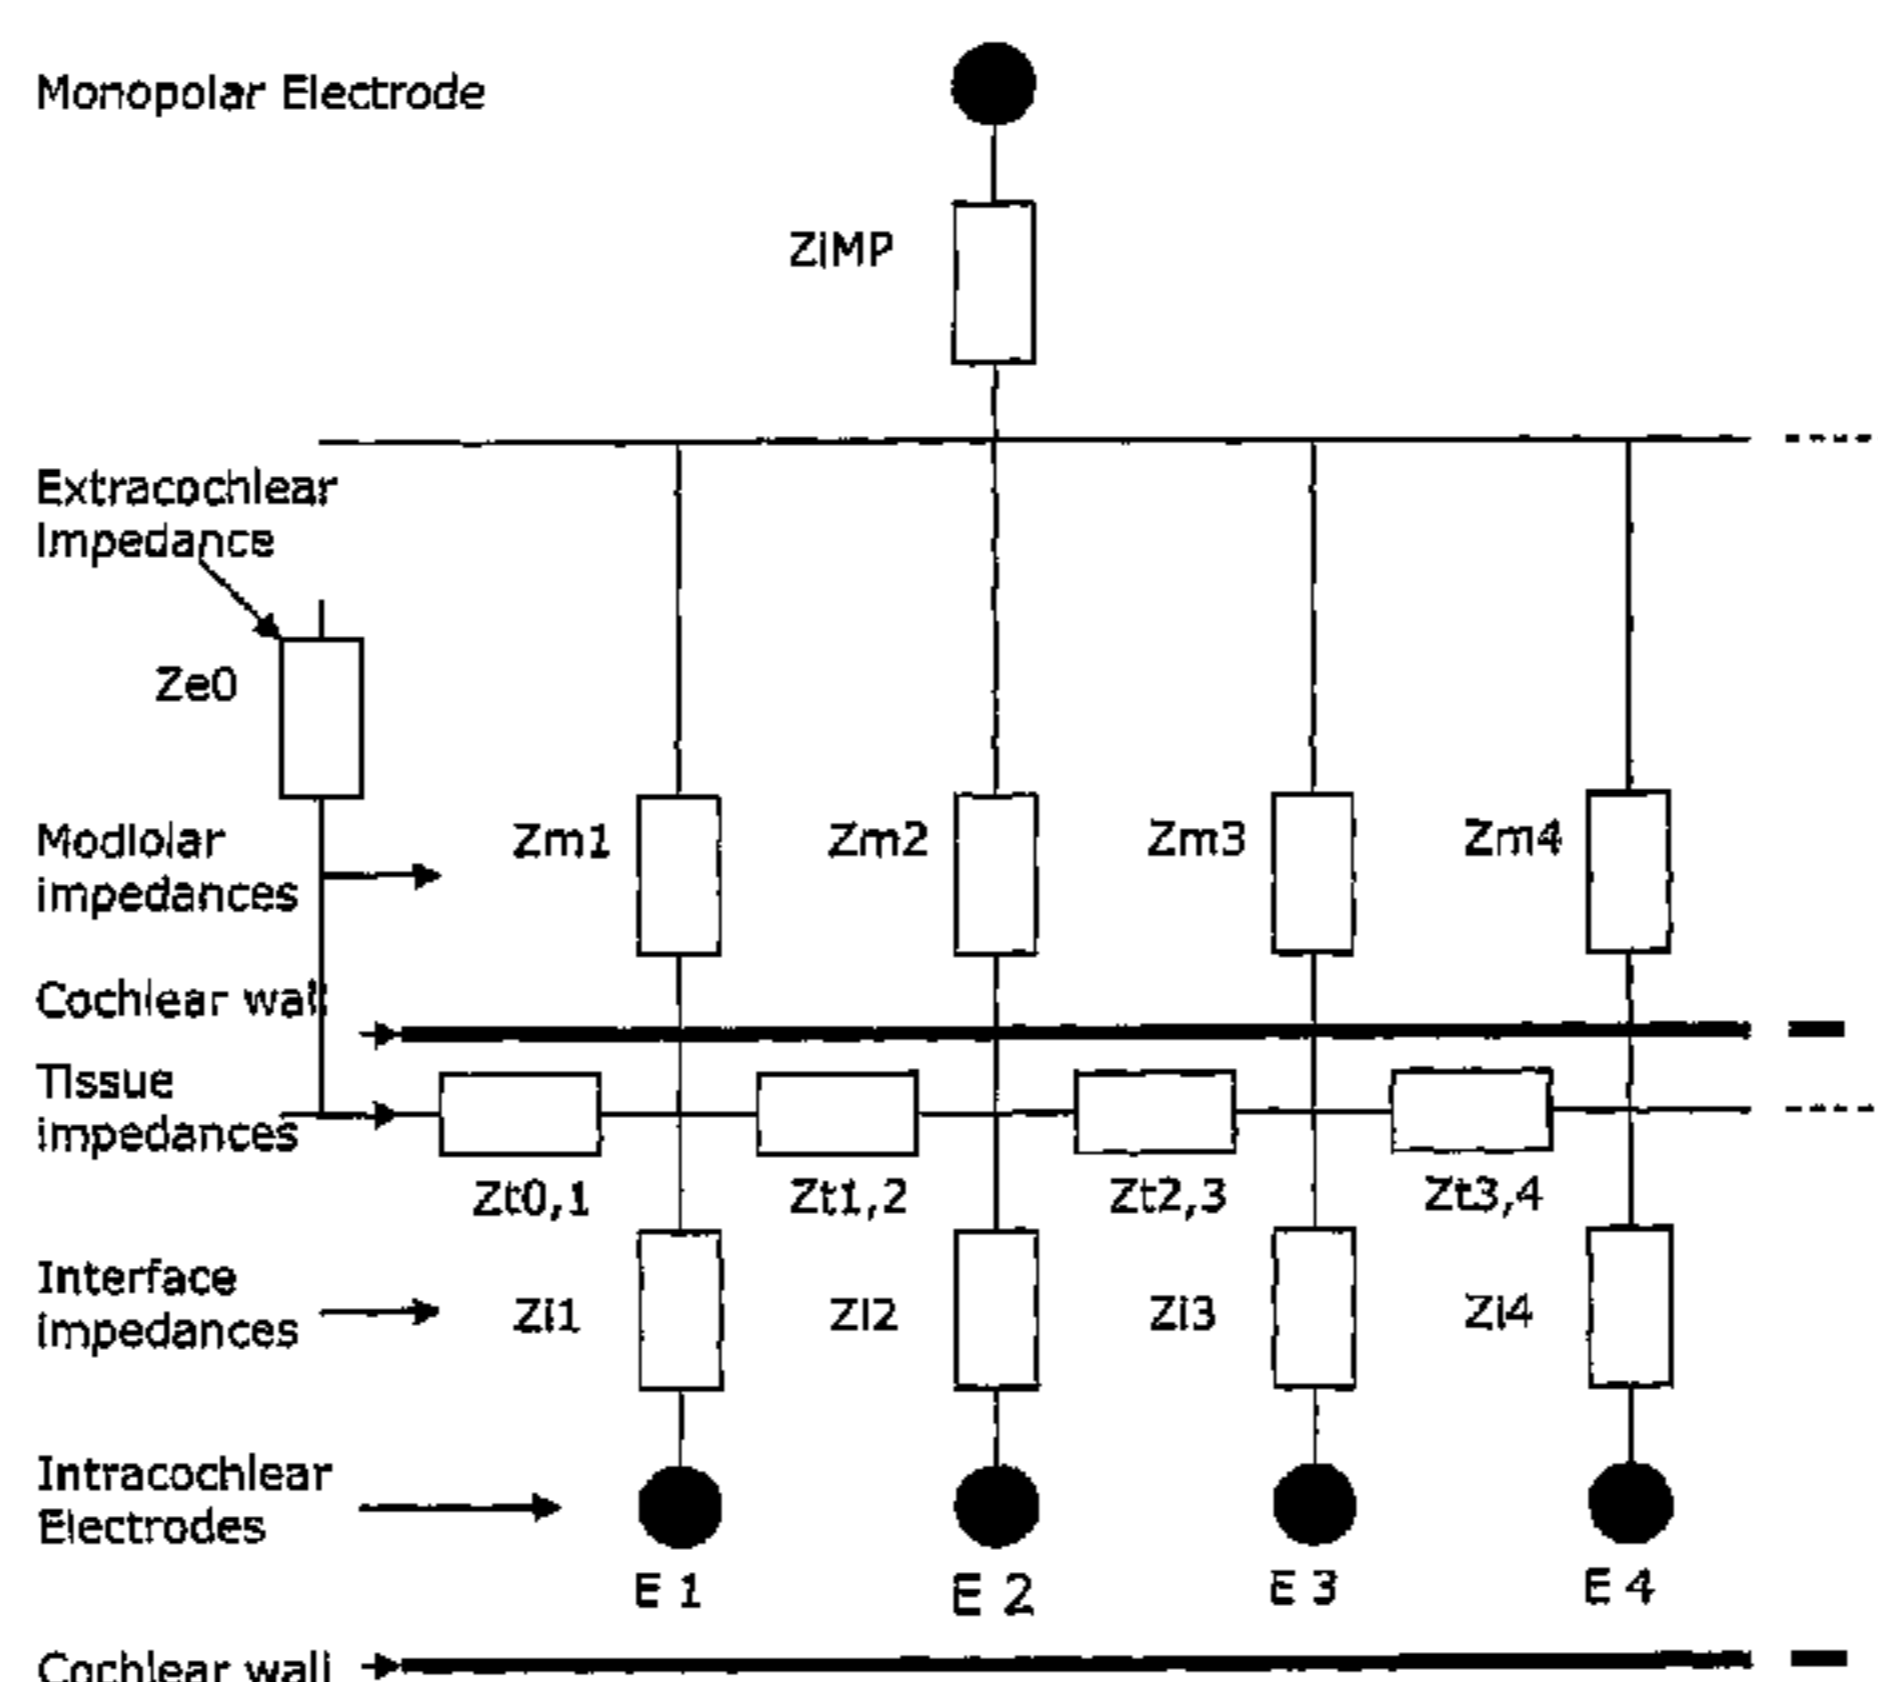 Monopolar Electrode
ZiMP
Extracochlear
Impedance
Ze0
Modiolar
impedances
Zm1 Zm2 Zm3 Zm4
Cochlear wall
Tissue
impedances
Zt0,1 Zt1,2 Zt2,3 Zt3,4
Interface
impedances
Zi1 Zi2 Zi3 Zi4
Intracochlear
Electrodes
E 1 E 2 E 3 E 4
Cochlear wall